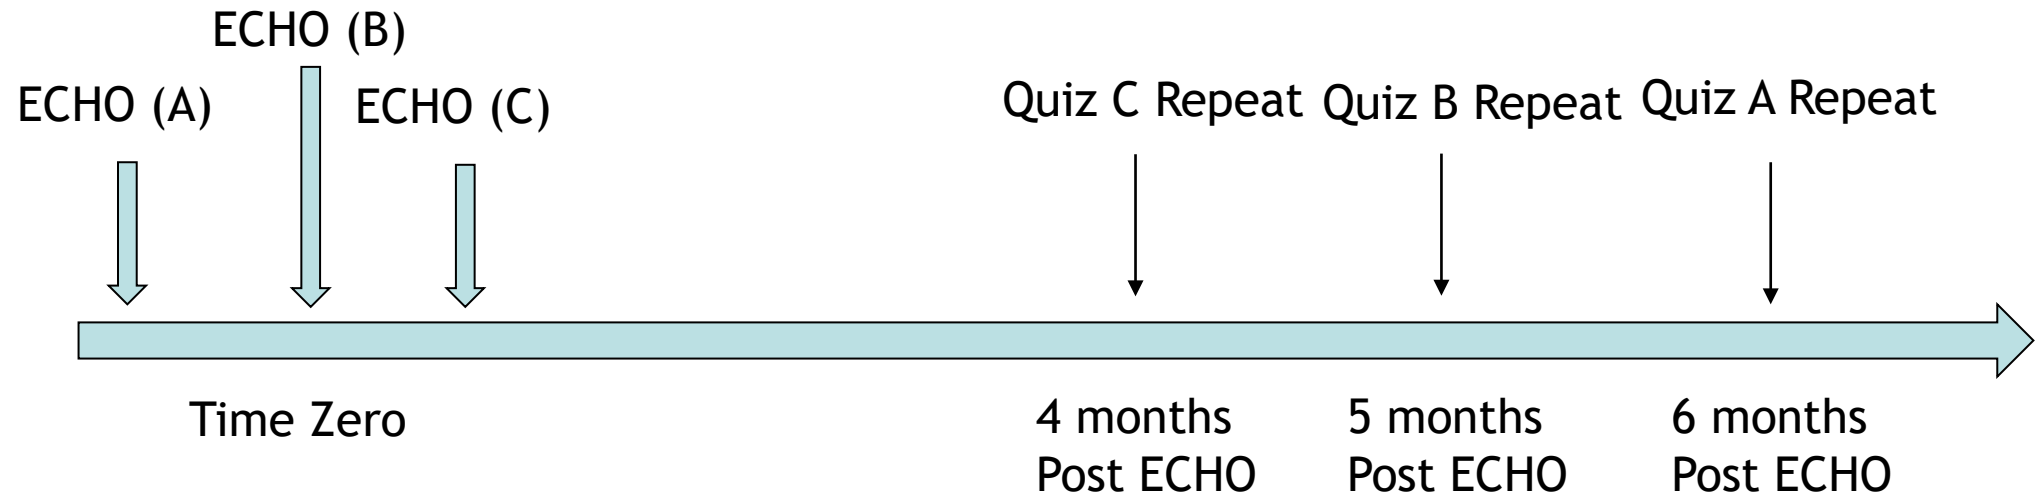 ECHO (B)
ECHO (A)
ECHO (C)
Quiz C Repeat
Quiz B Repeat
Quiz A Repeat
Time Zero
4 months
Post ECHO
5 months
Post ECHO
6 months
Post ECHO